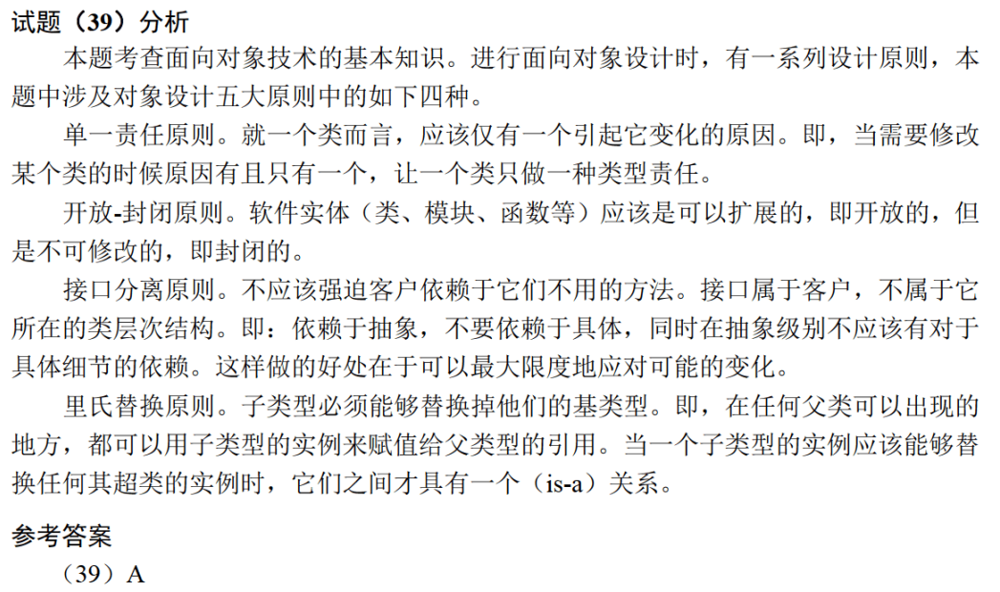 试题（39）分析
本题考查面向对象技术的基本知识。进行面向对象设计时，有一系列设计原则，本
题中涉及对象设计五大原则中的如下四种。
单一责任原则。就一个类而言，应该仅有一个引起它变化的原因。即，当需要修改
某个类的时候原因有且只有一个，让一个类只做一种类型责任。
开放-封闭原则。软件实体（类、模块、函数等）应该是可以扩展的，即开放的，但
是不可修改的，即封闭的。
接口分离原则。不应该强迫客户依赖于它们不用的方法。接口属于客户，不属于它
所在的类层次结构。即：依赖于抽象，不要依赖于具体，同时在抽象级别不应该有对于
具体细节的依赖。这样做的好处在于可以最大限度地应对可能的变化。
里氏替换原则。子类型必须能够替换掉他们的基类型。即，在任何父类可以出现的
地方，都可以用子类型的实例来赋值给父类型的引用。当一个子类型的实例应该能够替
换任何其超类的实例时，它们之间才具有一个（is-a）关系。
参考答案
（39）A